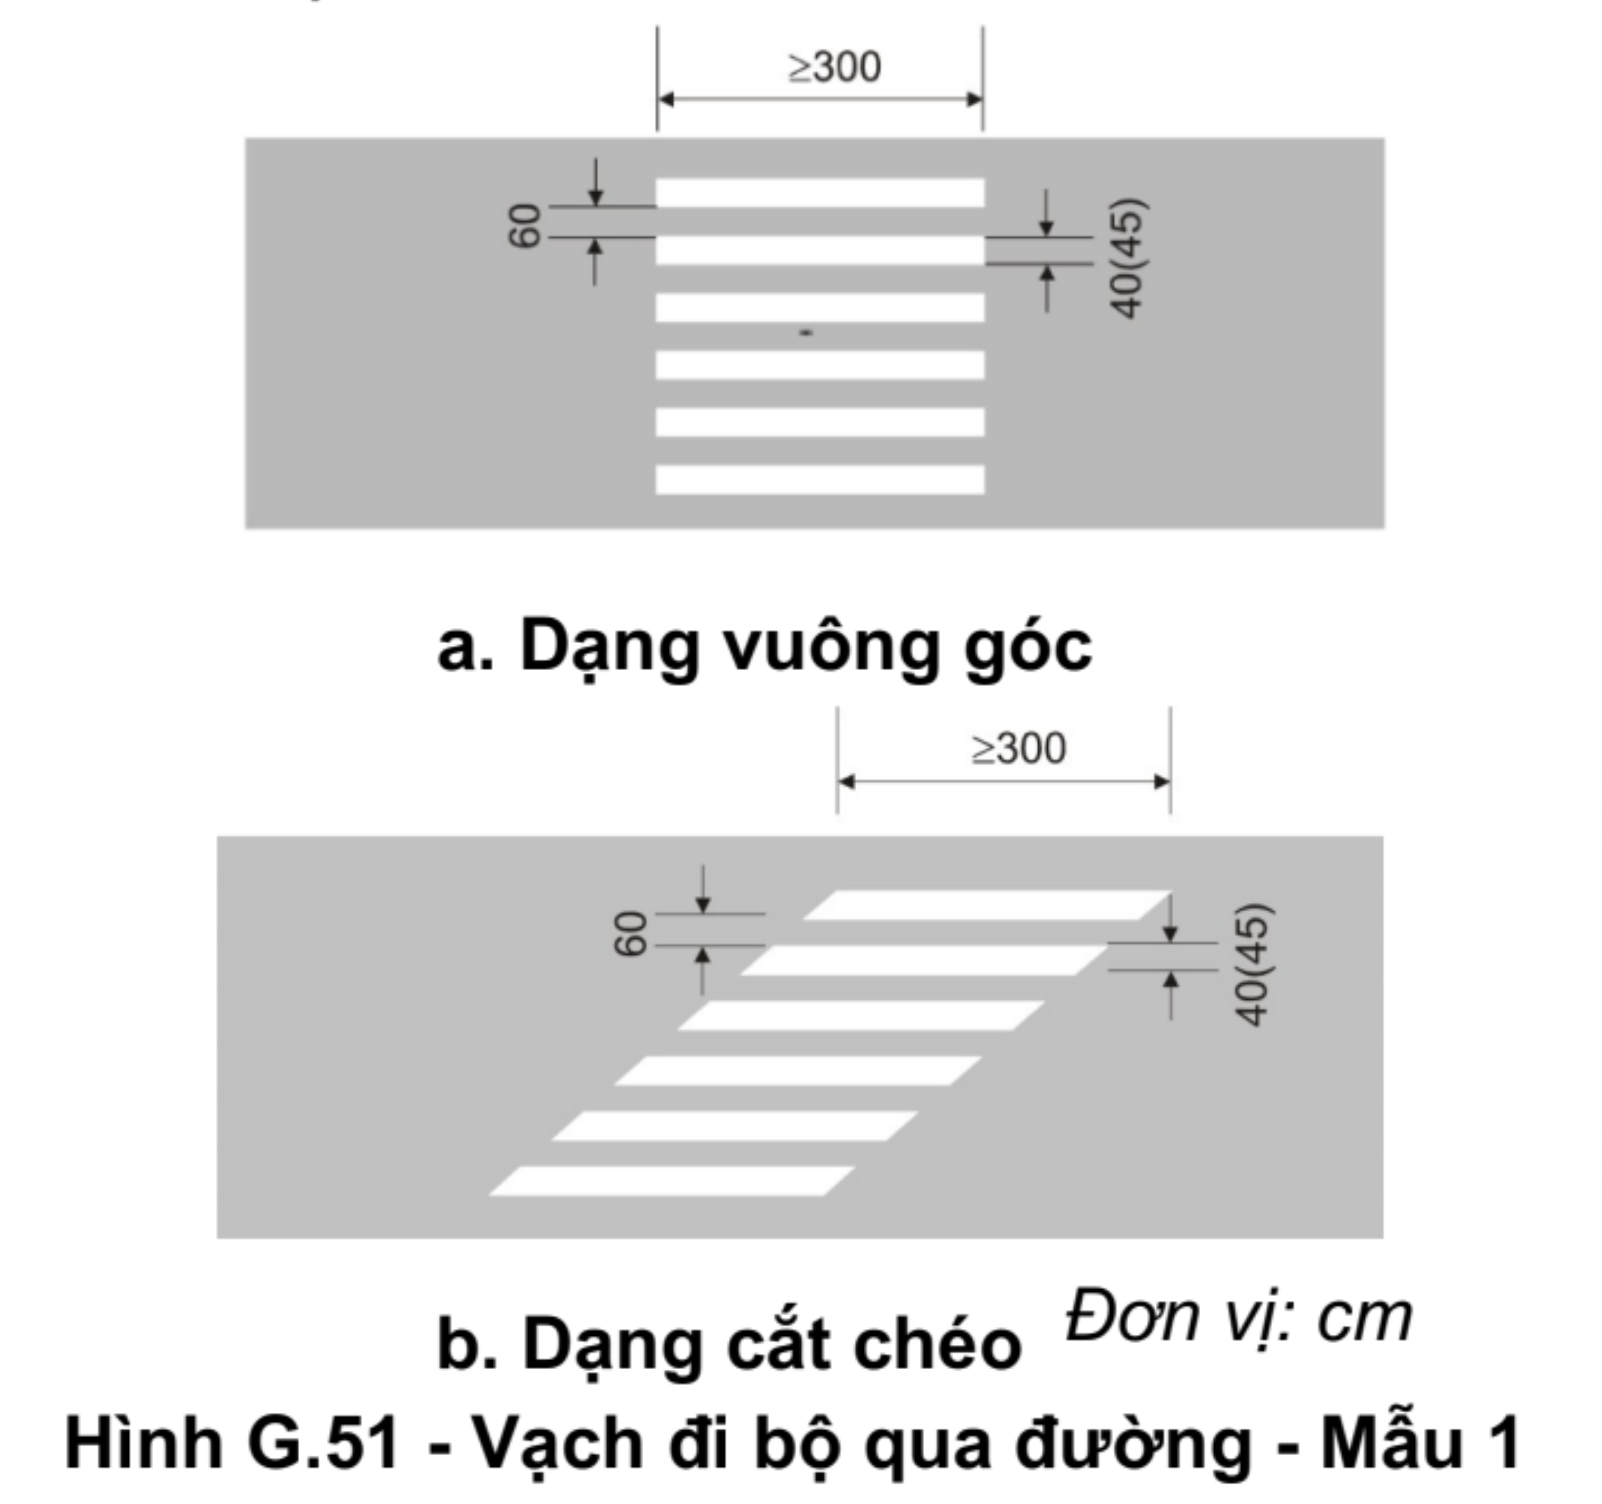 ≥300
60
40(45)
a. Dạng vuông góc
≥300
60
40(45)
b. Dạng cắt chéo
Đơn vị: cm
Hình G.51 - Vạch đi bộ qua đường - Mẫu 1